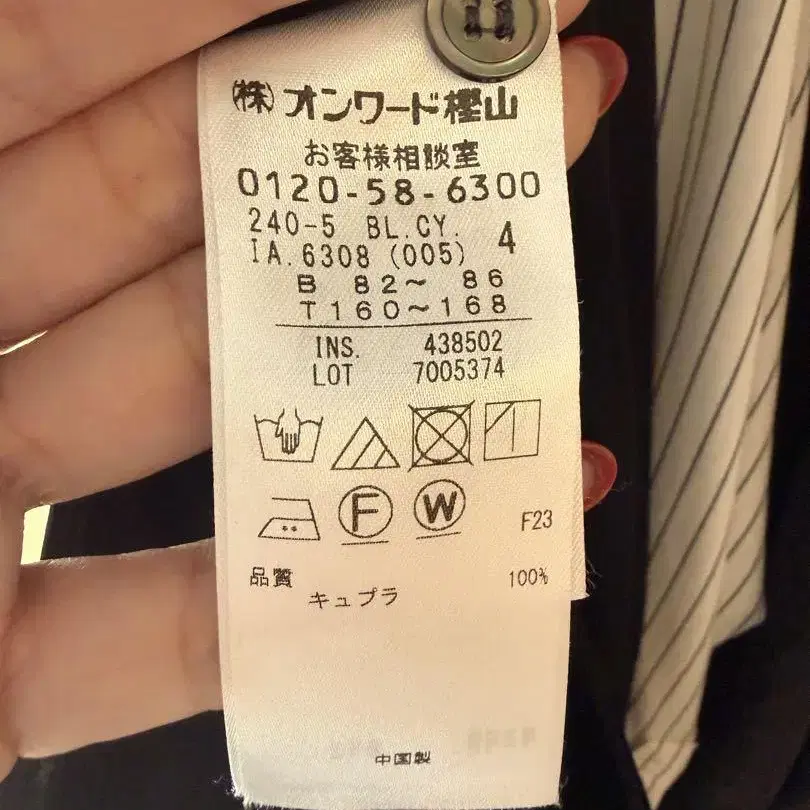 ㈱オンワード樫山
お客様相談室
0120-58-6300
240-5 BL.CY.
IA.6308 (005) 4
B 82〜 86
T160〜168
INS. 438502
LOT 7005374
F W F23
品質 100%
キュプラ
中国製